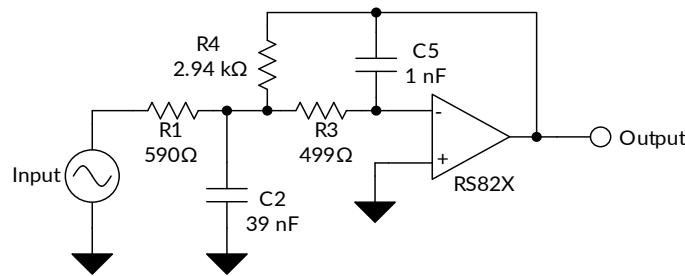 R4
2.94 kΩ
C5
1 nF
R1
590Ω
R3
499Ω
-
+
RS82X
Output
Input
C2
39 nF